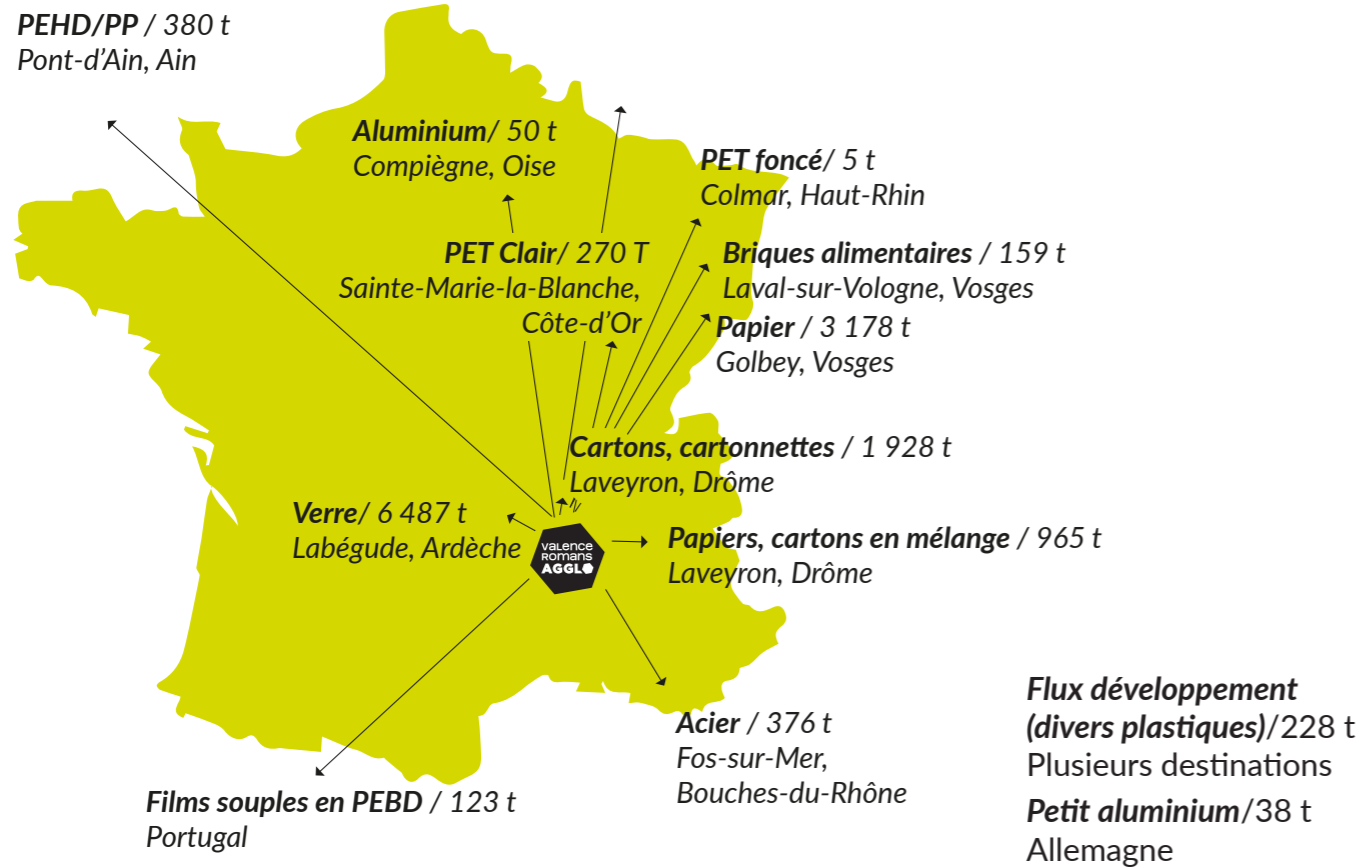 PEHD/PP / 380 t
Pont-d'Ain, Ain
Aluminium/ 50 t
Compiègne, Oise
PET foncé/ 5 t
Colmar, Haut-Rhin
PET Clair/ 270 T
Sainte-Marie-la-Blanche,
Côte-d'Or
Briques alimentaires / 159 t
Laval-sur-Vologne, Vosges
Papier / 3 178 t
Golbey, Vosges
Cartons, cartonnettes / 1 928 t
Laveyron, Drôme
Verre/ 6 487 t
Labégude, Ardèche
VALENCE
ROMANS
AGGLO
Papiers, cartons en mélange / 965 t
Laveyron, Drôme
Acier / 376 t
Fos-sur-Mer,
Bouches-du-Rhône
Films souples en PEBD / 123 t
Portugal
Flux développement
(divers plastiques)/228 t
Plusieurs destinations
Petit aluminium/38 t
Allemagne